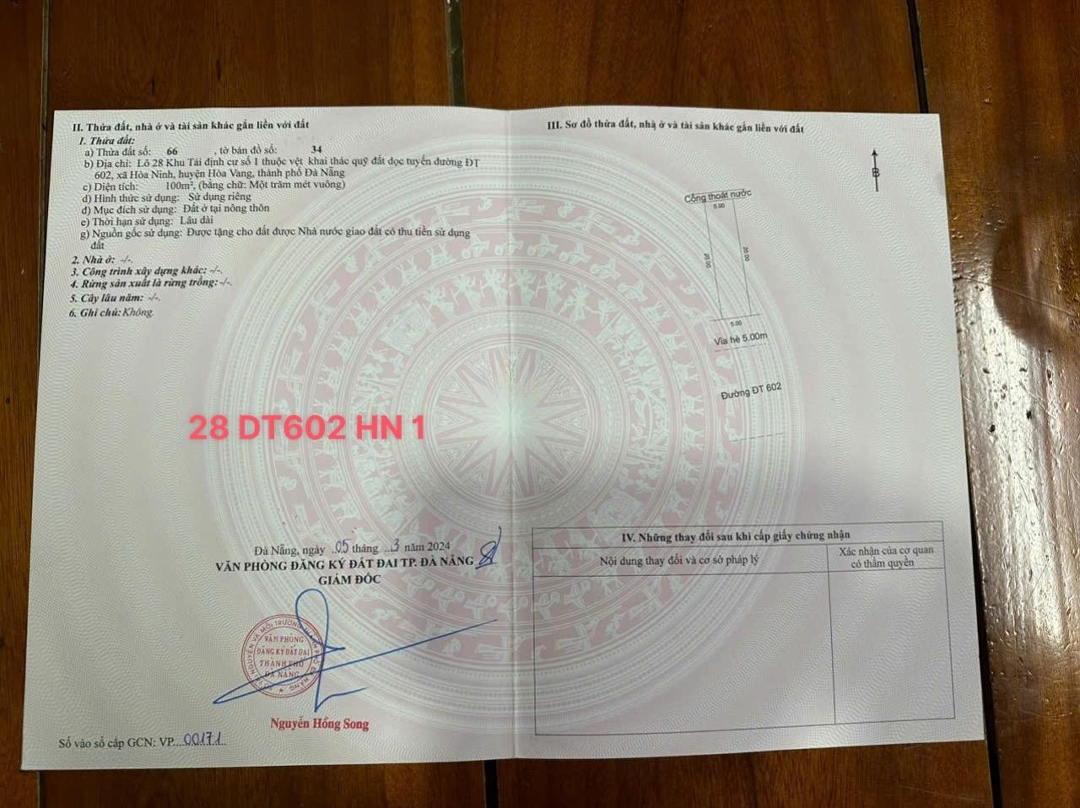 II. Thửa đất, nhà ở và tài sản khác gắn liền với đất
1. Thửa đất:
a) Thửa đất số: 66 , tờ bản đồ số: 34
b) Địa chỉ: Lô 28 Khu Tái định cư số 1 thuộc vệt khai thác quỹ đất dọc tuyến đường ĐT
602, xã Hòa Ninh, huyện Hòa Vang, thành phố Đà Nẵng
c) Diện tích: 100m², (bằng chữ: Một trăm mét vuông)
d) Hình thức sử dụng: Sử dụng riêng
đ) Mục đích sử dụng: Đất ở tại nông thôn
e) Thời hạn sử dụng: Lâu dài
g) Nguồn gốc sử dụng: Được tặng cho đất được Nhà nước giao đất có thu tiền sử dụng
đất
2. Nhà ở: -/-.
3. Công trình xây dựng khác: -/-.
4. Rừng sản xuất là rừng trồng: -/-.
5. Cây lâu năm: -/-.
6. Ghi chú: Không.
28 DT602 HN 1
Đà Nẵng, ngày ..05 tháng ...3 năm 2024
VĂN PHÒNG ĐĂNG KÝ ĐẤT ĐAI TP. ĐÀ NẴNG
GIÁM ĐỐC
VĂN PHÒNG
ĐĂNG KÝ ĐẤT ĐAI
THÀNH PHỐ
ĐÀ NẴNG
Nguyễn Hồng Song
Số vào sổ cấp GCN: VP...00171...
III. Sơ đồ thửa đất, nhà ở và tài sản khác gắn liền với đất
B
Cống thoát nước
5.00
20.00
20.00
5.00
Vỉa hè 5.00m
Đường ĐT 602
IV. Những thay đổi sau khi cấp giấy chứng nhận
Nội dung thay đổi và cơ sở pháp lý
Xác nhận của cơ quan
có thẩm quyền